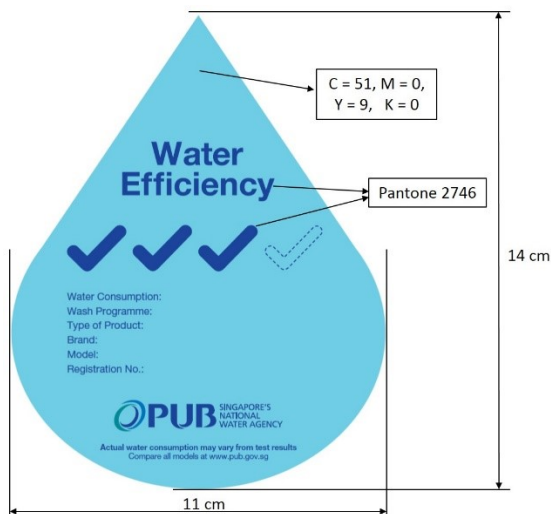 C = 51, M = 0,
Y = 9, K = 0
Water
Efficiency
Pantone 2746
14 cm
Water Consumption:
Wash Programme:
Type of Product:
Brand:
Model:
Registration No.:
PUB SINGAPORE'S
NATIONAL
WATER AGENCY
Actual water consumption may vary from test results
Compare all models at www.pub.gov.sg
11 cm